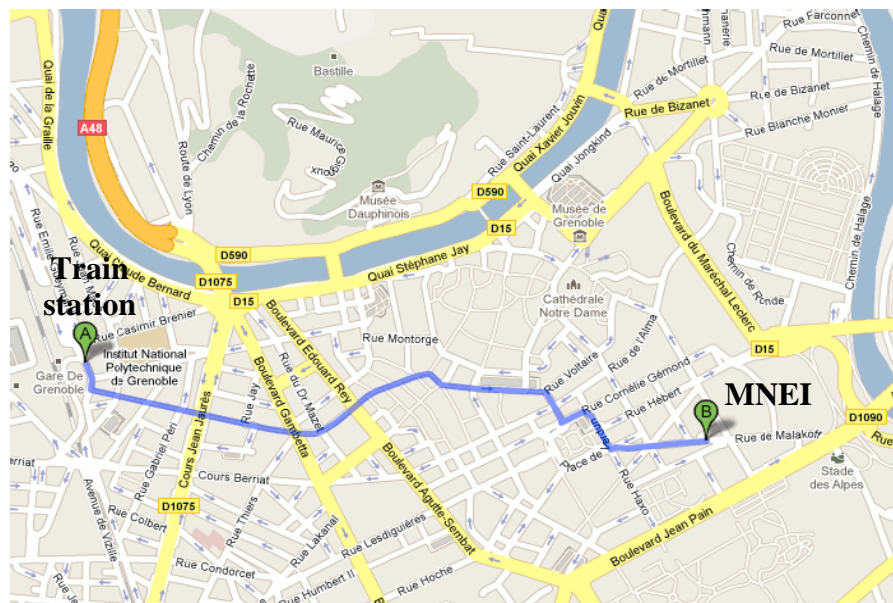 Quai de la Graille
A48
Route de Lyon
Chemin de la Rochette
Bastille
Rue Maurice Gignoux
Musée
Dauphinois
Rue Saint-Laurent
Quai Xavier Jouvin
Quai Jongkind
Rue de Mortillet
Rue de Mortillet
Rue Farconnet
Rue de Bizanet
Rue de Bizanet
Rue Blanche Monier
Chemin de Halage
Chemin de Halage
D590
D590
D15
Musée de
Grenoble
Boulevard du Maréchal Leclerc
Chemin de Ronde
Quai Claude Bernard
D1075
D15
Quai Stéphane Jay
Train
station
A
Rue Casimir Brenier
Institut National
Polytechnique
de Grenoble
Gare De
Grenoble
Cathédrale
Notre Dame
D15
Rue Montorge
Boulevard Edouard Rey
Rue du Dr Mazet
Rue Jay
Boulevard Gambetta
Cours Jean Jaurès
Rue Gabriel Péri
Rue Voltaire
Rue de l'Alma
Rue Cornélie Gémond
Rue Hébert
MNEI
B
Rue de Malakoff
D1090
Stade
des Alpes
Place de Verdun
Rue Haxo
Boulevard Jean Pain
Cours Berriat
Boulevard Agutte-Sembat
Avenue de Vizille
D1075
Rue Thiers
Rue Colbert
Rue Lakanal
Rue Lesdiguières
Rue Condorcet
Rue Humbert II
Rue Hoche